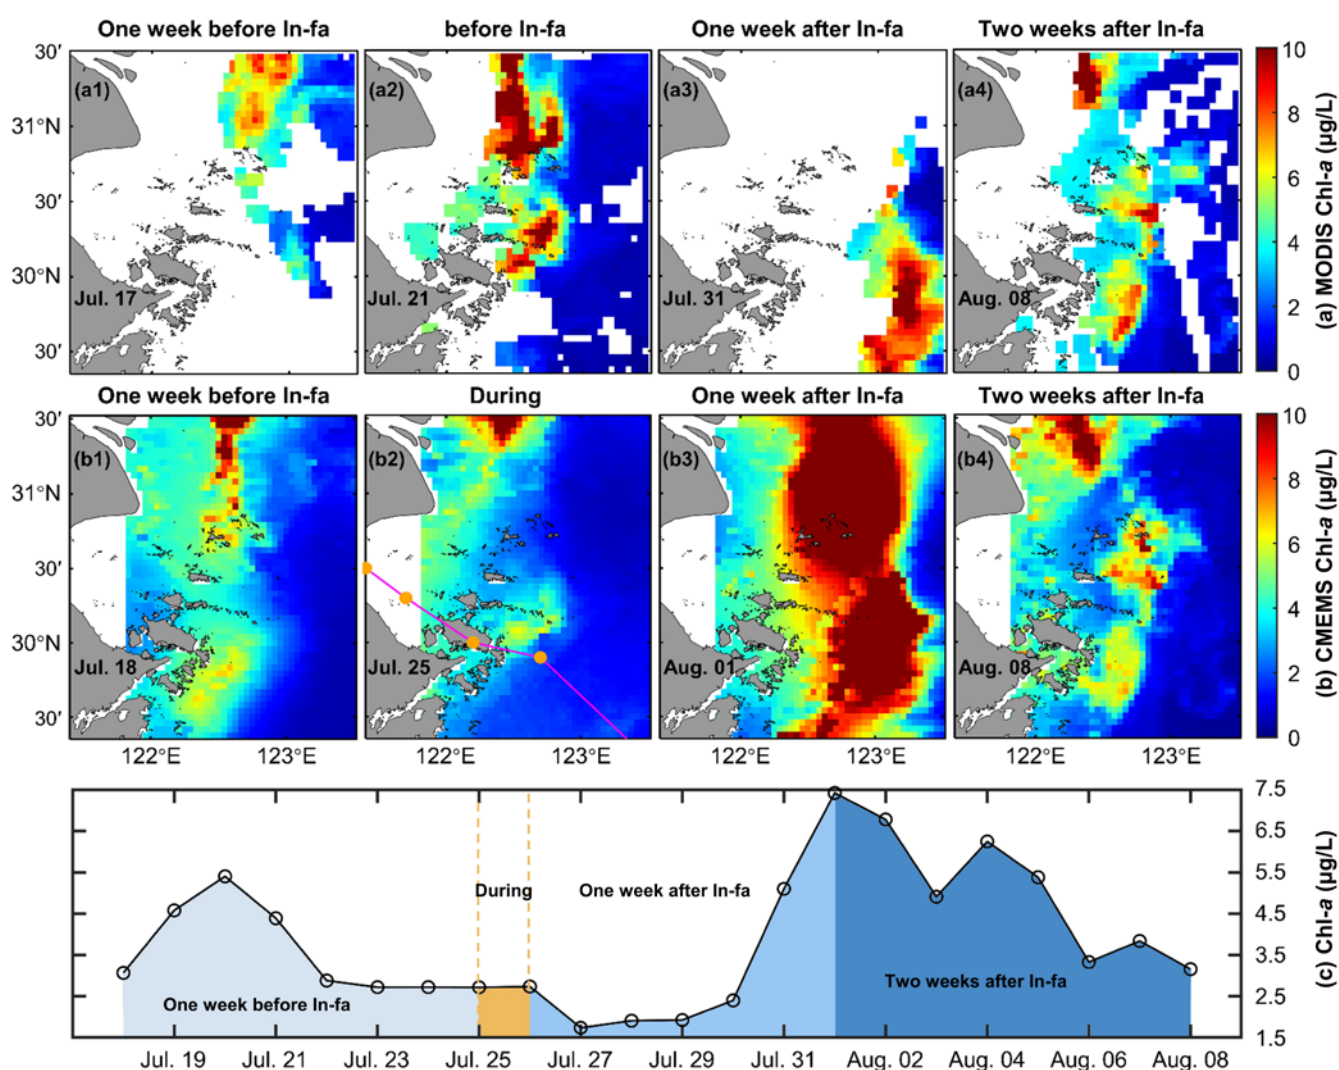 One week before In-fa before In-fa One week after In-fa Two weeks after In-fa
30′ 10
(a1) (a2) (a3) (a4)
31°N 8
30′ 6
4
30°N 2
Jul. 17 Jul. 21 Jul. 31 Aug. 08
30′ 0
(a) MODIS Chl-a (µg/L)
One week before In-fa During One week after In-fa Two weeks after In-fa
30′ 10
(b1) (b2) (b3) (b4)
31°N 8
30′ 6
4
30°N 2
Jul. 18 Jul. 25 Aug. 01 Aug. 08
30′ 0
(b) CMEMS Chl-a (µg/L)
122°E 123°E 122°E 123°E 122°E 123°E 122°E 123°E
7.5
6.5
5.5
During One week after In-fa
4.5
3.5
One week before In-fa Two weeks after In-fa
2.5
1.5
(c) Chl-a (µg/L)
Jul. 19 Jul. 21 Jul. 23 Jul. 25 Jul. 27 Jul. 29 Jul. 31 Aug. 02 Aug. 04 Aug. 06 Aug. 08